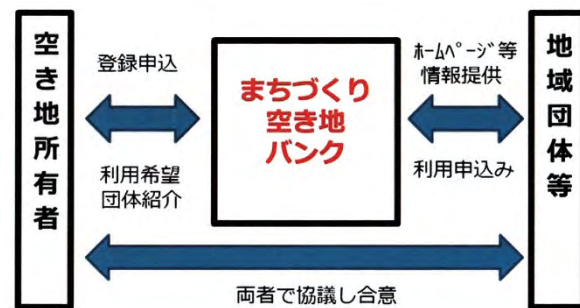 空き地所有者
登録申込
利用希望
団体紹介
まちづくり
空き地
バンク
ﾎｰﾑﾍﾟｰｼﾞ等
情報提供
利用申込み
地域団体等
両者で協議し合意